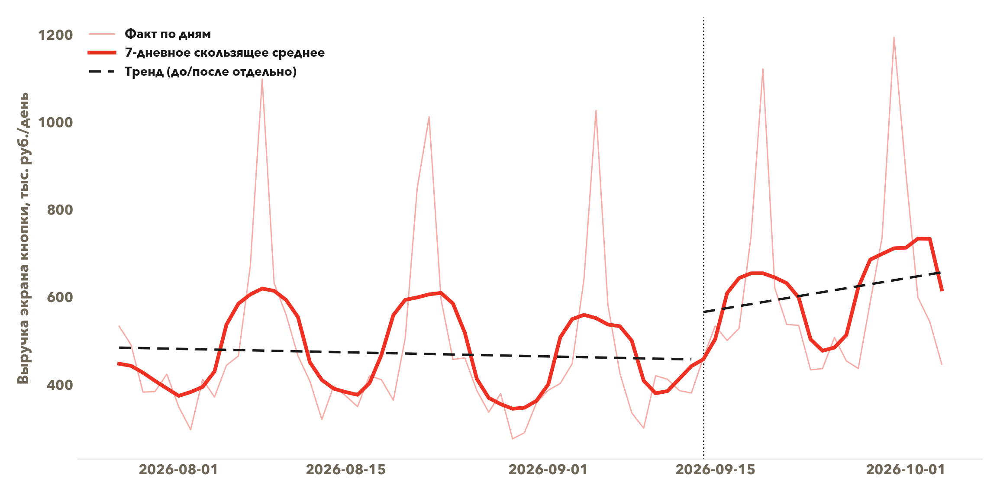 Факт по дням
7-дневное скользящее среднее
Тренд (до/после отдельно)
Выручка экрана кнопки, тыс. руб./день
1200
1000
800
600
400
2026-08-01
2026-08-15
2026-09-01
2026-09-15
2026-10-01